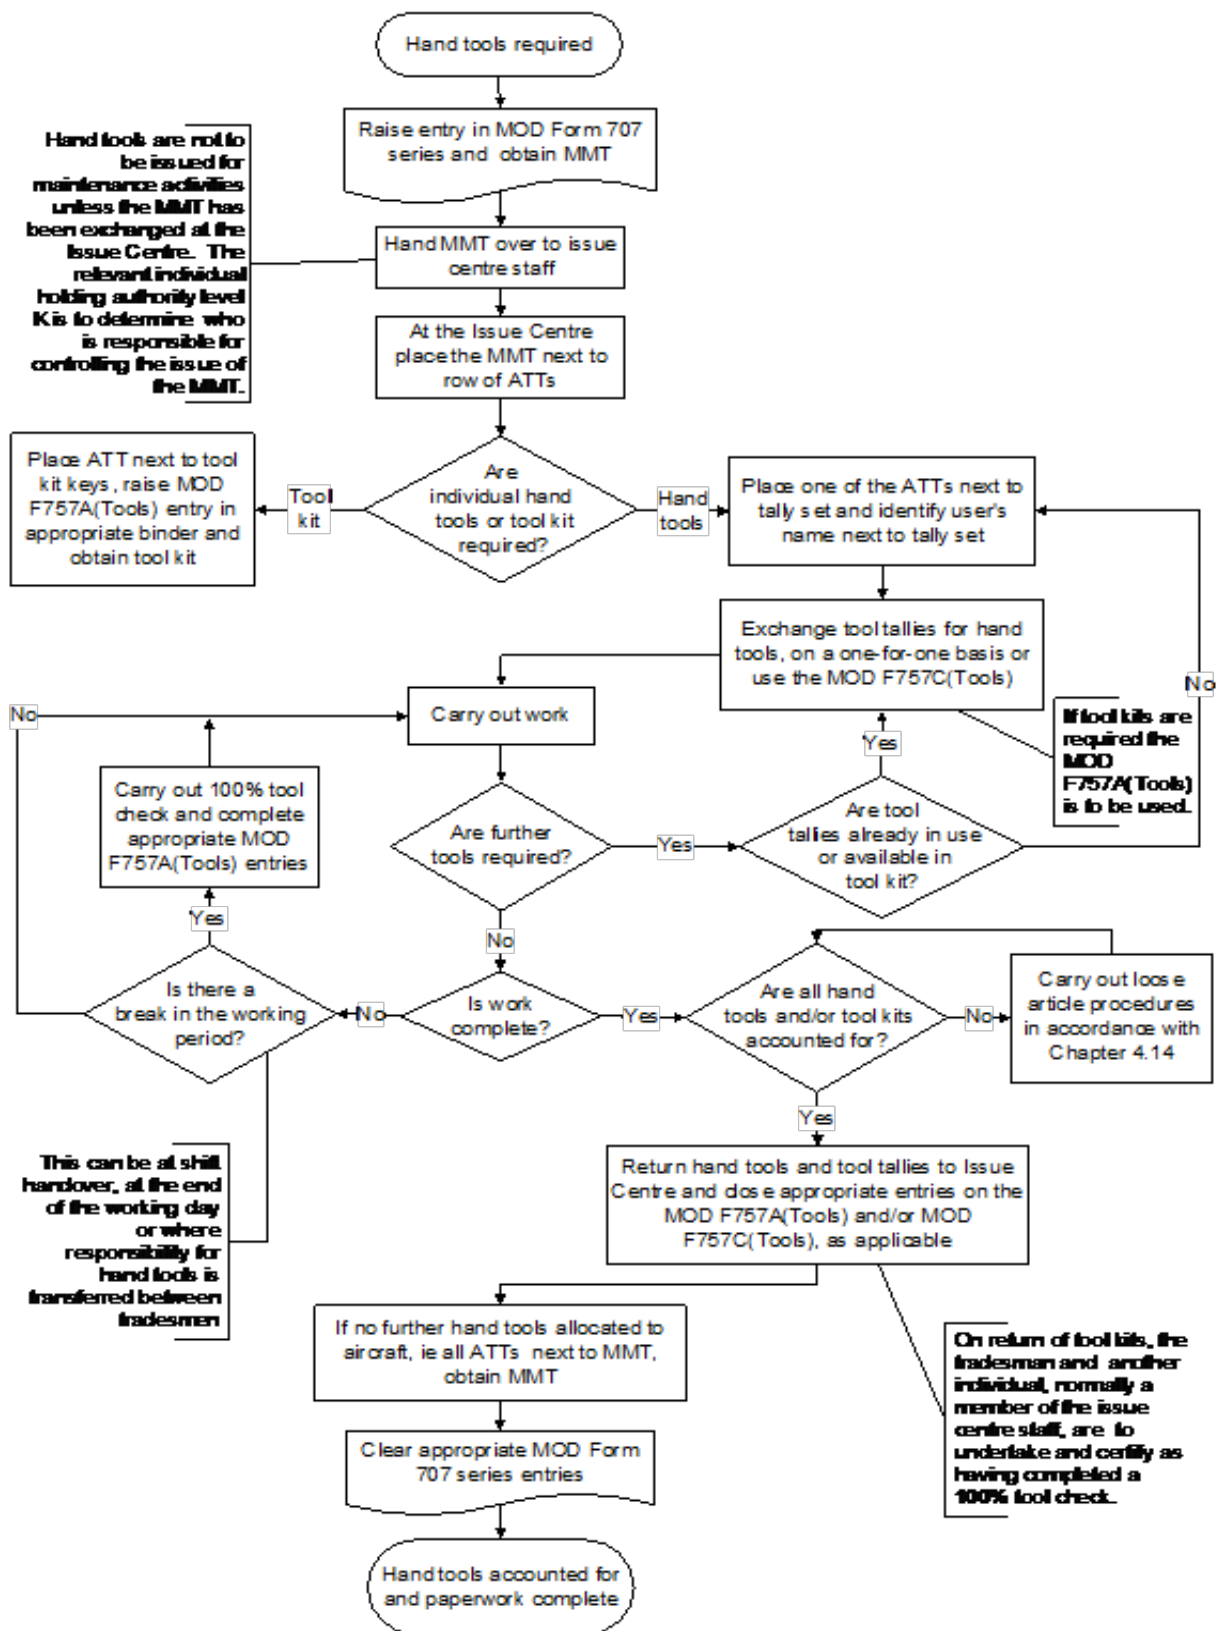 Hand tools required
Raise entry in MOD Form 707
series and obtain MMT
Hand tools are not to
be issued for
maintenance activities
unless the MMT has
been exchanged at the
Issue Centre. The
relevant individual
holding authority level
K is to determine who
is responsible for
controlling the issue of
the MMT.
Hand MMT over to issue
centre staff
At the Issue Centre
place the MMT next to
row of ATTs
Are
individual hand
tools or tool kit
required?
Tool
kit
Hand
tools
Place ATT next to tool
kit keys, raise MOD
F757A(Tools) entry in
appropriate binder and
obtain tool kit
Place one of the ATTs next to
tally set and identify user's
name next to tally set
Exchange tool tallies for hand
tools, on a one-for-one basis or
use the MOD F757C(Tools)
No
If tool kits are
required the
MOD
F757A(Tools)
is to be used.
No
Carry out work
Yes
Carry out 100% tool
check and complete
appropriate MOD
F757A(Tools) entries
Are further
tools required?
Yes
Are tool
tallies already in use
or available in
tool kit?
Yes
No
Is there a
break in the working
period?
No
Is work
complete?
Yes
Are all hand
tools and/or tool kits
accounted for?
No
Carry out loose
article procedures
in accordance with
Chapter 4.14
Yes
This can be at shift
handover, at the end
of the working day
or where
responsibility for
hand tools is
transferred between
tradesmen
Return hand tools and tool tallies to Issue
Centre and close appropriate entries on the
MOD F757A(Tools) and/or MOD
F757C(Tools), as applicable
If no further hand tools allocated to
aircraft, ie all ATTs next to MMT,
obtain MMT
On return of tool kits, the
tradesman and another
individual, normally a
member of the issue
centre staff, are to
undertake and certify as
having completed a
100% tool check.
Clear appropriate MOD Form
707 series entries
Hand tools accounted for
and paperwork complete